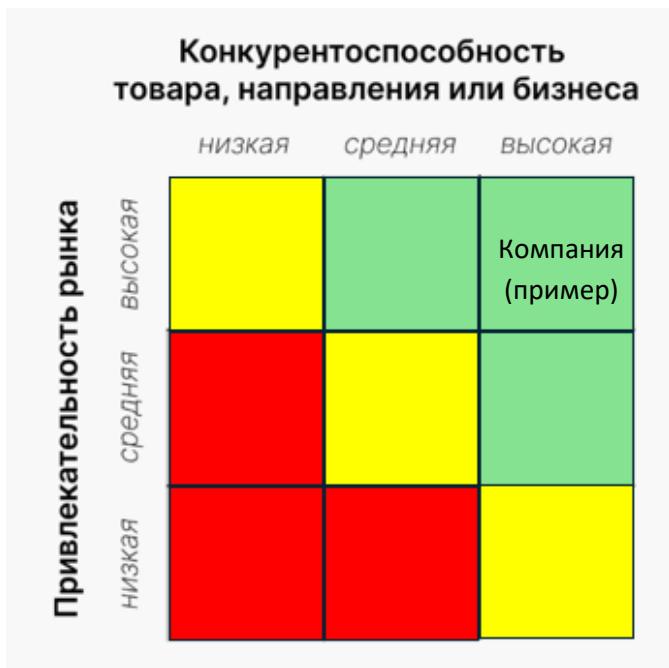 Конкурентоспособность
товара, направления или бизнеса
низкая средняя высокая
Привлекательность рынка
высокая
Компания
(пример)
средняя
низкая